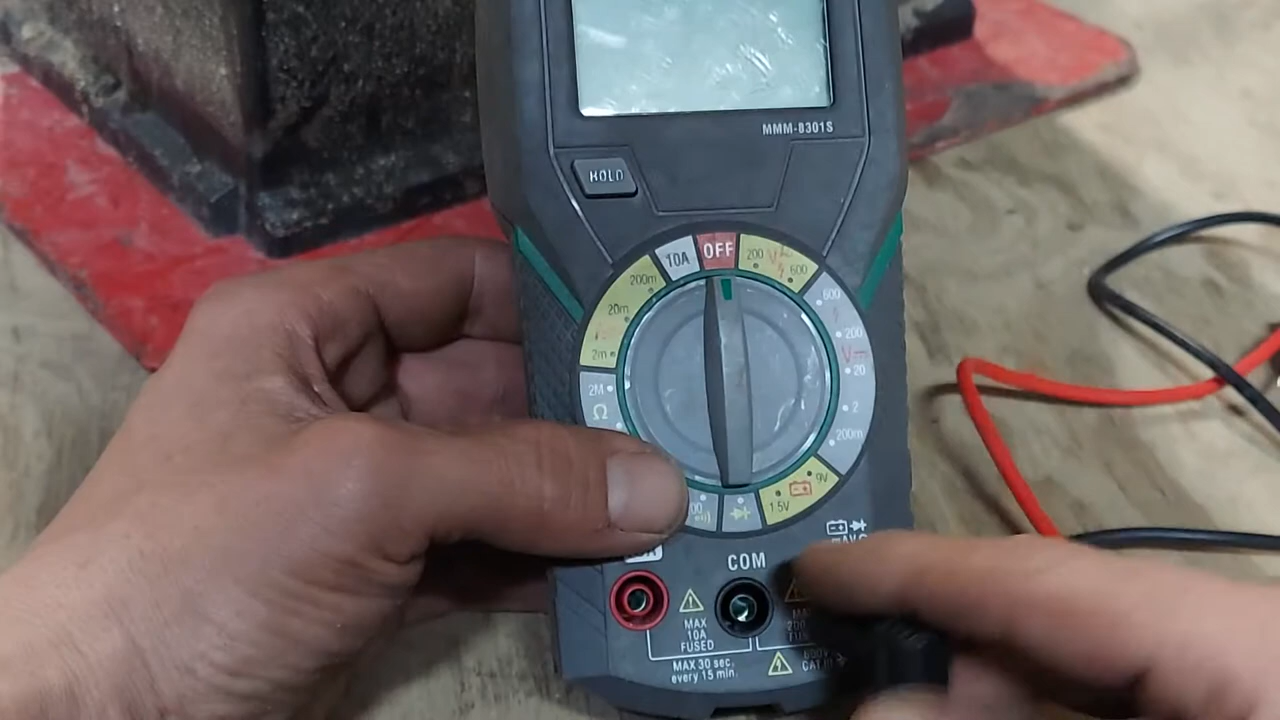 MMM-8301S
HOLD
OFF
10A
200
600
200m
20m
2m
2M
Ω
600
200
V
20
2
200m
9V
1.5V
COM
MAX
10A
FUSED
MAX 30 sec.
every 15 min.